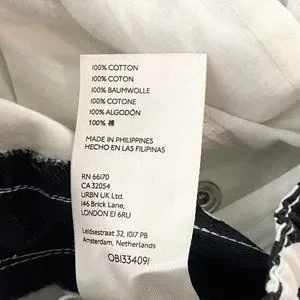 100% COTTON
100% COTON
100% BAUMWOLLE
100% COTONE
100% ALGODÓN
100% 棉
MADE IN PHILIPPINES
HECHO EN LAS FILIPINAS
RN 66170
CA 32054
URBN UK Ltd.
146 Brick Lane,
LONDON E1 6RU
Leidsestraat 32, 1017 PB
Amsterdam, Netherlands
OB1334091